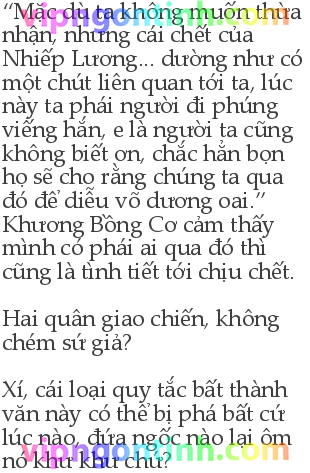 vipngontinh.com
“Mặc dù ta không muốn thừa
nhận, nhưng cái chết của
Nhiếp Lương... dường như có
một chút liên quan tới ta, lúc
này ta phái người đi phúng
viếng hắn, e là người ta cũng
không biết ơn, chắc hẳn bọn
họ sẽ cho rằng chúng ta qua
đó để diễu võ dương oai.”
Khương Bồng Cơ cảm thấy
mình có phái ai qua đó thì
cũng là tình tiết tới chịu chết.
Hai quân giao chiến, không
chém sứ giả?
Xí, cái loại quy tắc bất thành
văn này có thể bị phá bất cứ
lúc nào, đứa ngốc nào lại ôm
nó khư khư chứ?
vipngontinh.com